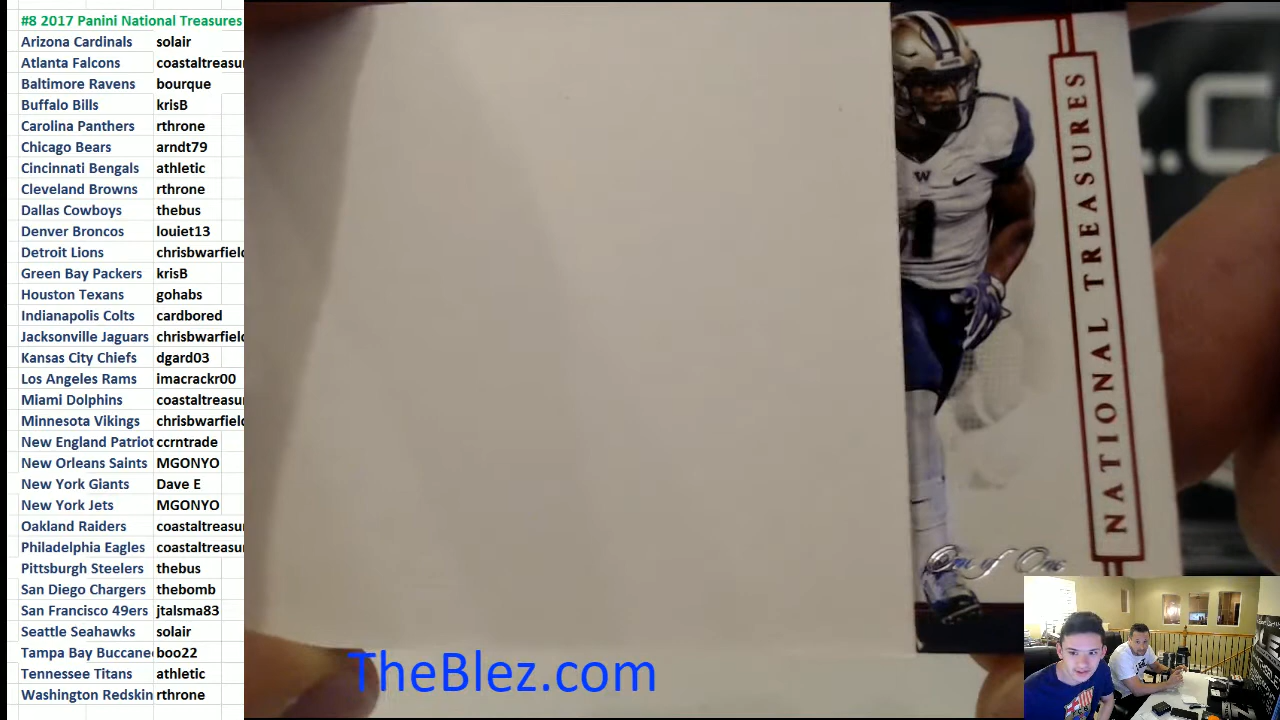 #8 2017 Panini National Treasures
Arizona Cardinals solair
Atlanta Falcons coastaltreasu
Baltimore Ravens bourque
Buffalo Bills krisB
Carolina Panthers rthrone
Chicago Bears arndt79
Cincinnati Bengals athletic
Cleveland Browns rthrone
Dallas Cowboys thebus
Denver Broncos louiet13
Detroit Lions chrisbwarfield
Green Bay Packers krisB
Houston Texans gohabs
Indianapolis Colts cardbored
Jacksonville Jaguars chrisbwarfield
Kansas City Chiefs dgard03
Los Angeles Rams imacrackr00
Miami Dolphins coastaltreasu
Minnesota Vikings chrisbwarfield
New England Patriot ccrntrade
New Orleans Saints MGONYO
New York Giants Dave E
New York Jets MGONYO
Oakland Raiders coastaltreasu
Philadelphia Eagles coastaltreasu
Pittsburgh Steelers thebus
San Diego Chargers thebomb
San Francisco 49ers jtalsma83
Seattle Seahawks solair
Tampa Bay Buccane boo22
Tennessee Titans athletic
Washington Redskin rthrone
W
NATIONAL TREASURES
One of One
TheBlez.com